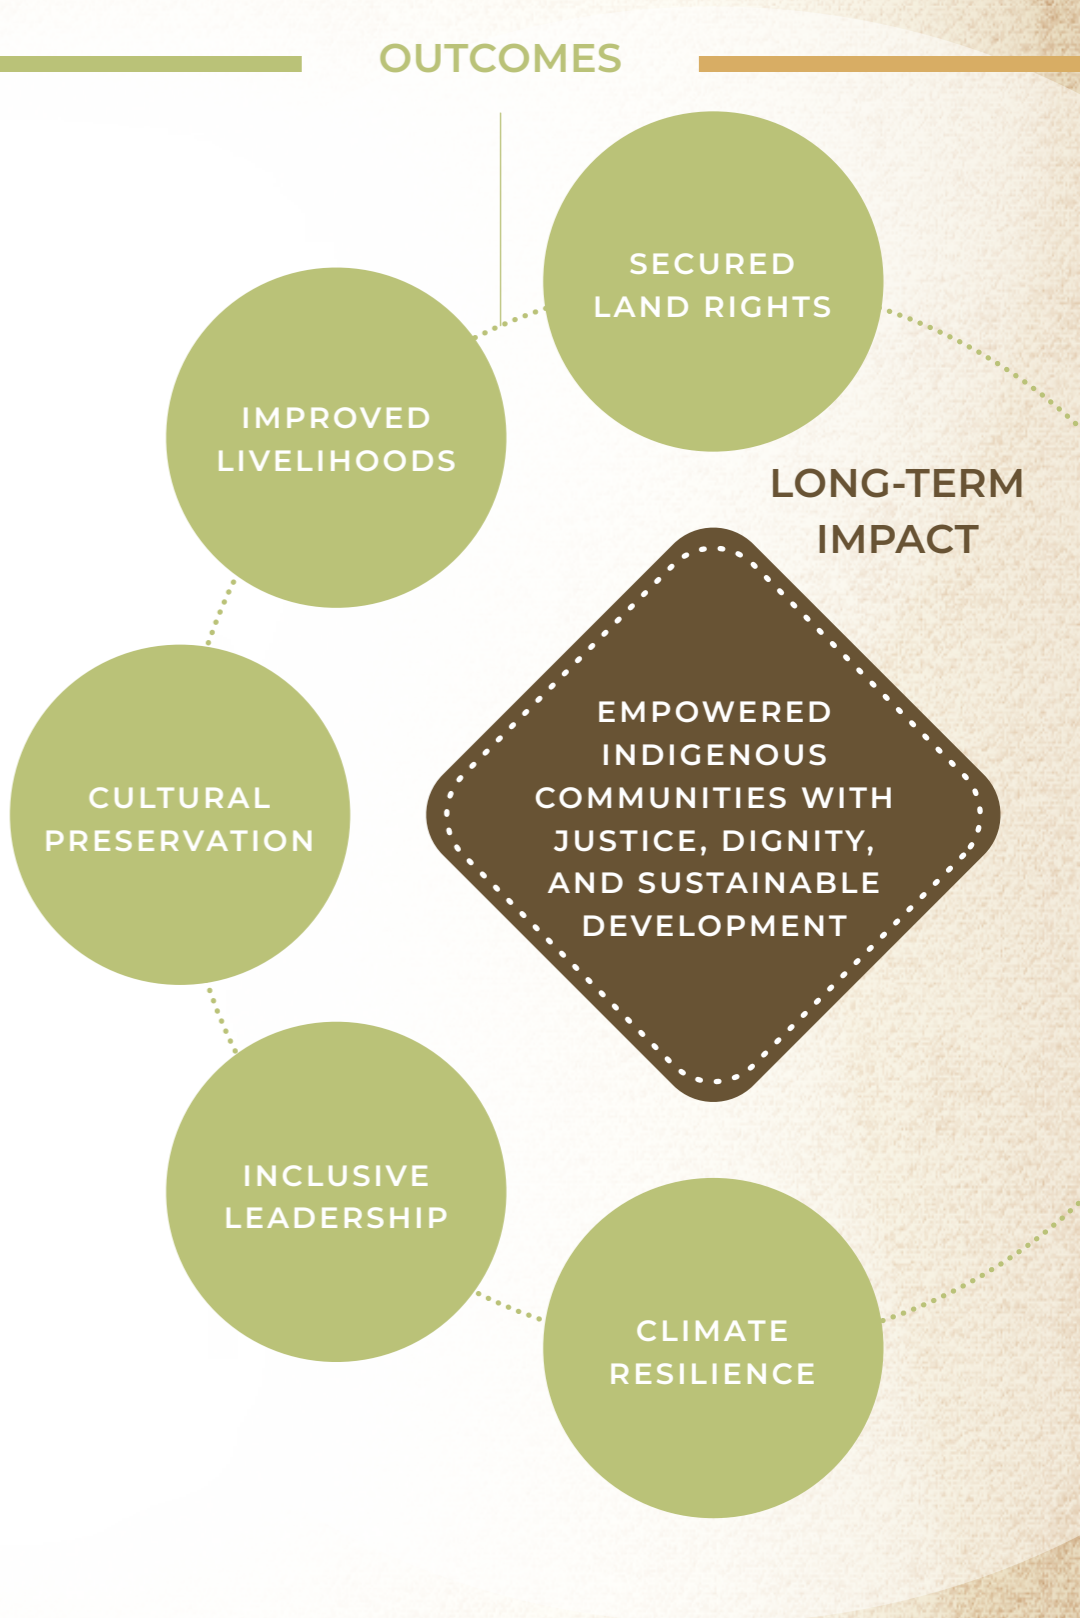 OUTCOMES
SECURED
LAND RIGHTS
IMPROVED
LIVELIHOODS
LONG-TERM
IMPACT
EMPOWERED
INDIGENOUS
COMMUNITIES WITH
JUSTICE, DIGNITY,
AND SUSTAINABLE
DEVELOPMENT
CULTURAL
PRESERVATION
INCLUSIVE
LEADERSHIP
CLIMATE
RESILIENCE